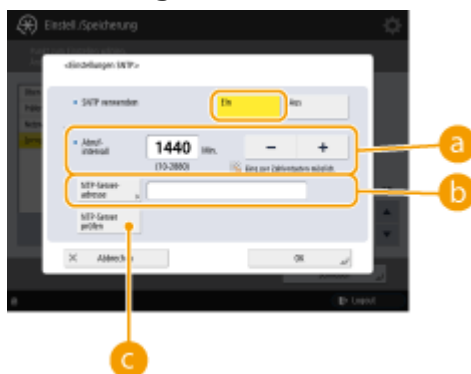 Einstell./Speicherung
<Einstellungen SNTP>
SNTP verwenden
Ein
Aus
Abruf-
intervall
1440
Min.
-
+
(10-2880)
Eing. per Zahlentasten möglich
a
NTP-Server-
adresse
b
NTP-Server
prüfen
Abbrechen
OK
Logout
c